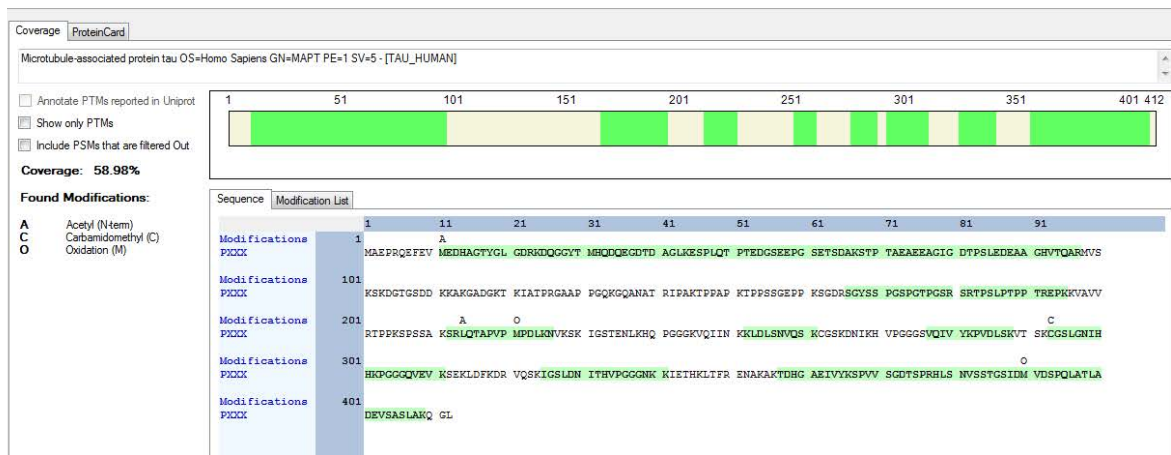 Coverage ProteinCard
Microtubule-associated protein tau OS=Homo Sapiens GN=MAPT PE=1 SV=5 - [TAU_HUMAN]
Annotate PTMs reported in Uniprot
Show only PTMs
Include PSMs that are filtered Out
Coverage: 58.98%
Found Modifications:
A Acetyl (N-term)
C Carbamidomethyl (C)
O Oxidation (M)
1 51 101 151 201 251 301 351 401 412
Sequence Modification List
1 11 21 31 41 51 61 71 81 91
Modifications 1 A
PXXX MAEPRQEFEV MEDHAGTYGL GDRKDQGGYT MHQDQEGDTD AGLKESPLQT PTEDGSEEPG SETSDAKSTP TAEAEEAGIG DTPSLEDEAA GHVTQARMVS
Modifications 101
PXXX KSKDGTGSDD KKAKGADGKT KIATPRGAAP PGQKGQANAT RIPAKTPPAP KTPPSSGEPP KSGDRSGYSS PGSPGTPGSR SRTPSLPTPP TREPKKVAVV
Modifications 201 A O C
PXXX RTPPKSPSSA KSRLQTAPVP MPDLKNVKSK IGSTENLKHQ PGGGKVQIIN KKLDLSNVQS KCGSKDNIKH VPGGGSVQIV YKPVDLSKVT SKCGSLGNIH
Modifications 301 O
PXXX HKPGGGQVEV KSEKLDFKDR VQSKIGSLDN ITHVPGGGNK KIETHKLTFR ENAKAKTDHG AEIVYKSPVV SGDTSPRHLS NVSSTGSIDM VDSPQLATLA
Modifications 401
PXXX DEVSASLAKQ GL